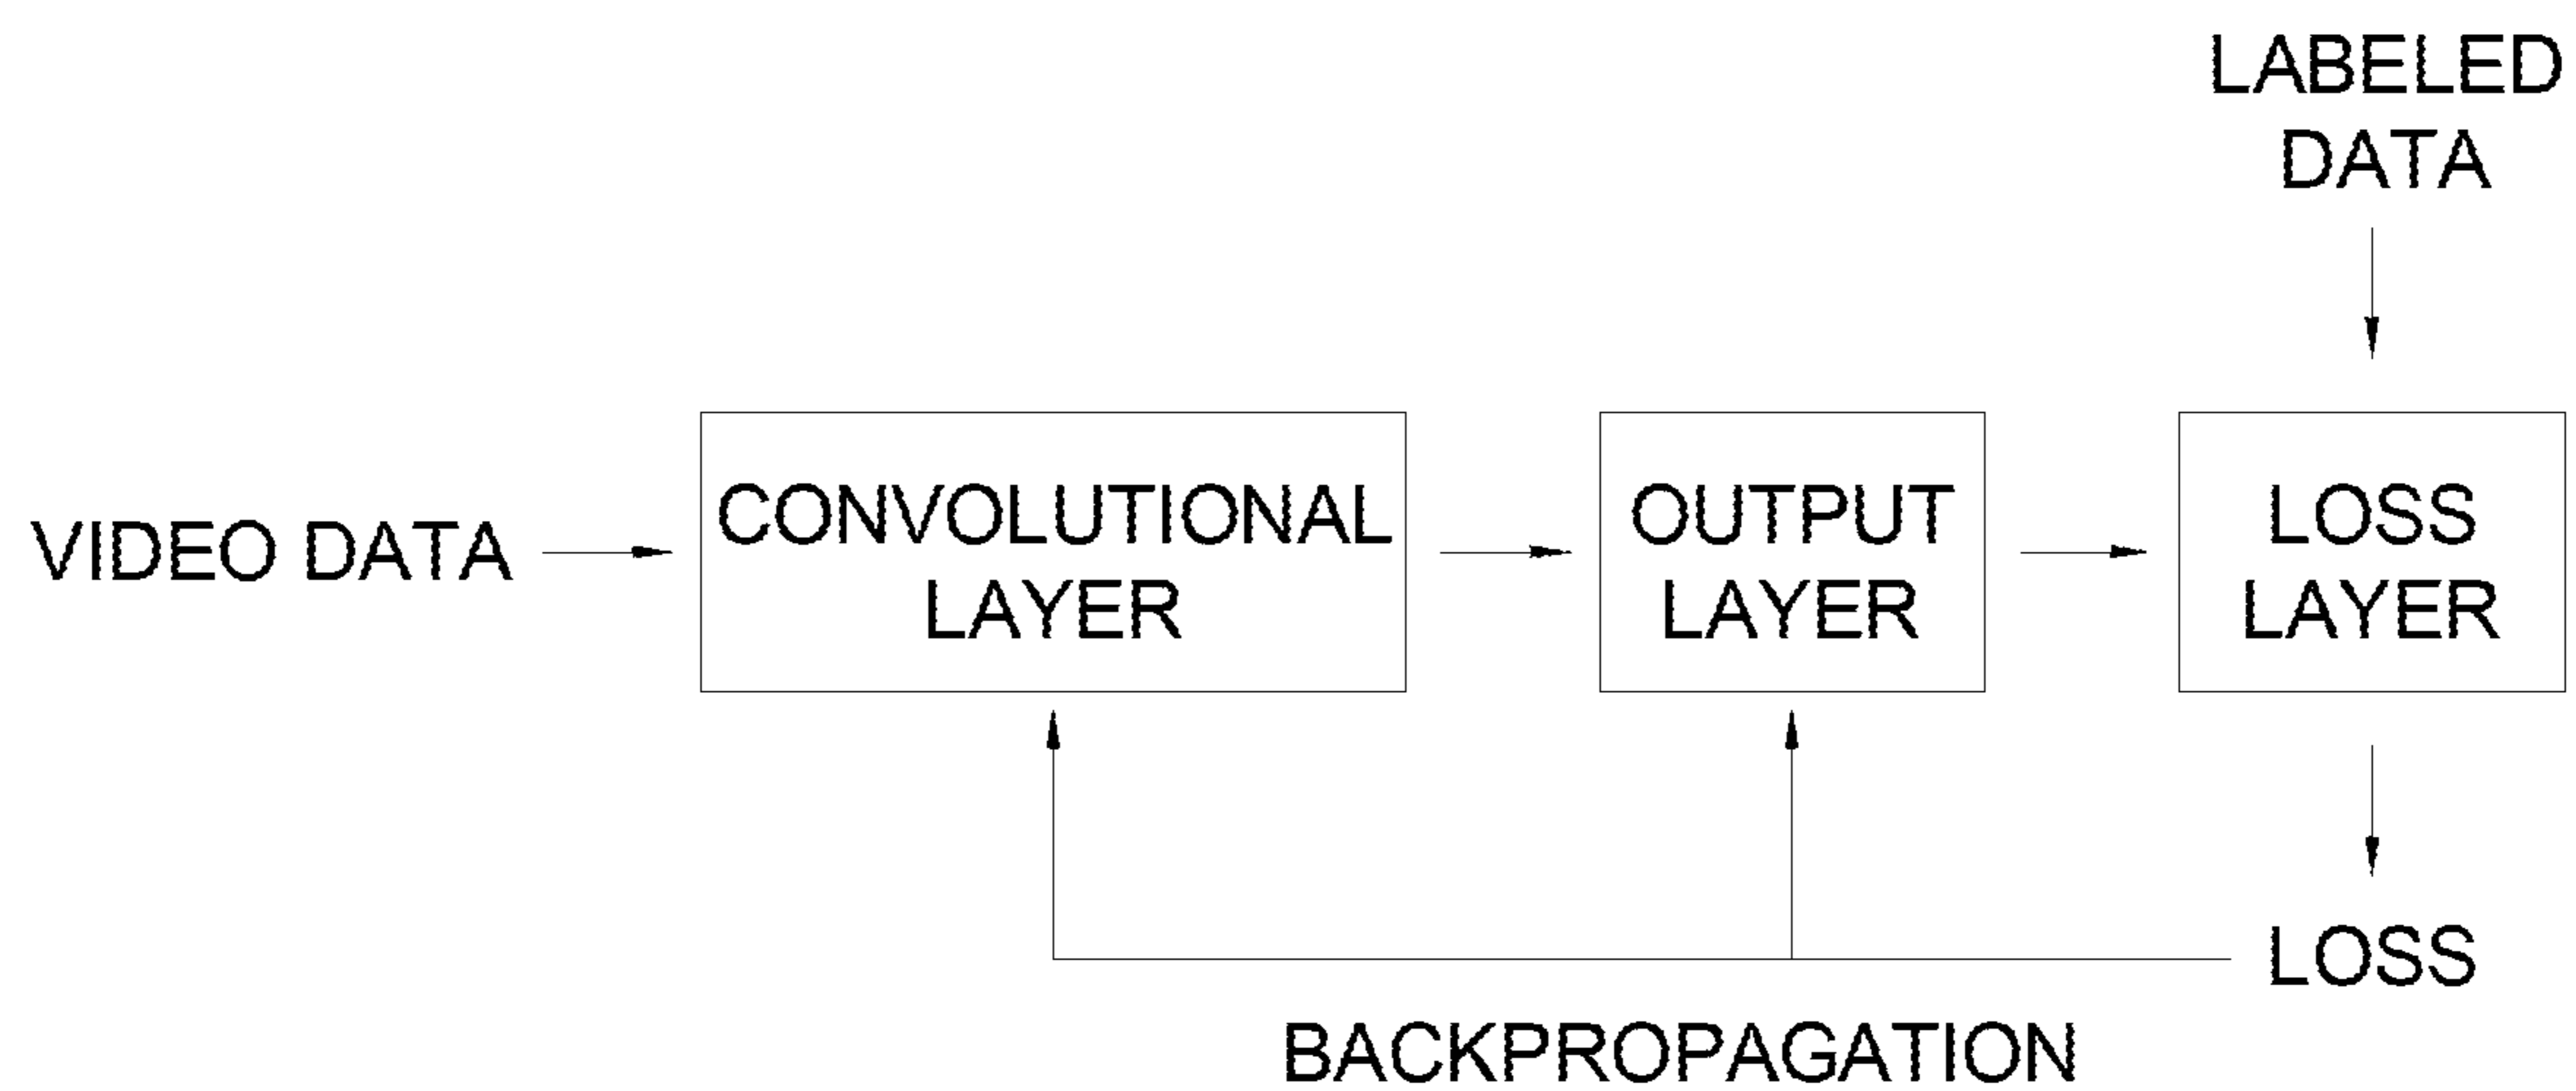 LABELED
DATA
VIDEO DATA
CONVOLUTIONAL
LAYER
OUTPUT
LAYER
LOSS
LAYER
LOSS
BACKPROPAGATION